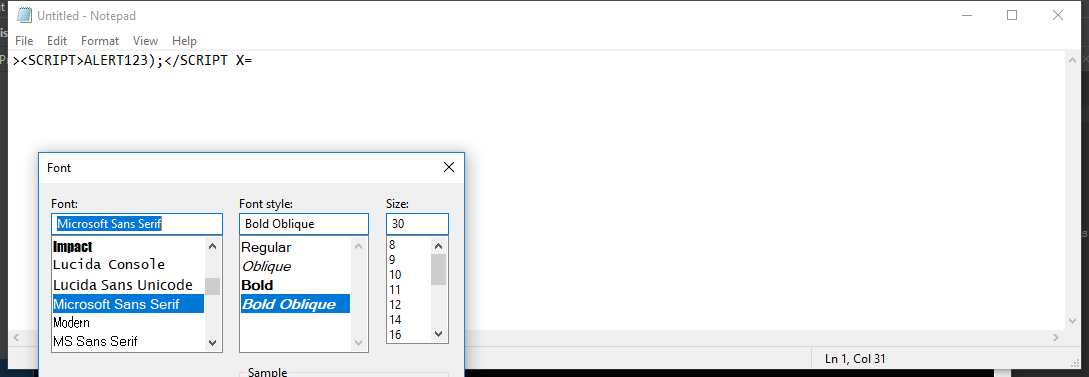 Untitled - Notepad
File Edit Format View Help
><SCRIPT>ALERT123);</SCRIPT X=
Font
Font: Font style: Size:
Microsoft Sans Serif Bold Oblique 30
Impact Regular 8
Lucida Console Oblique 9
Lucida Sans Unicode Bold 10
Microsoft Sans Serif Bold Oblique 11
Modern 12
MS Sans Serif 14
16
Sample
Ln 1, Col 31